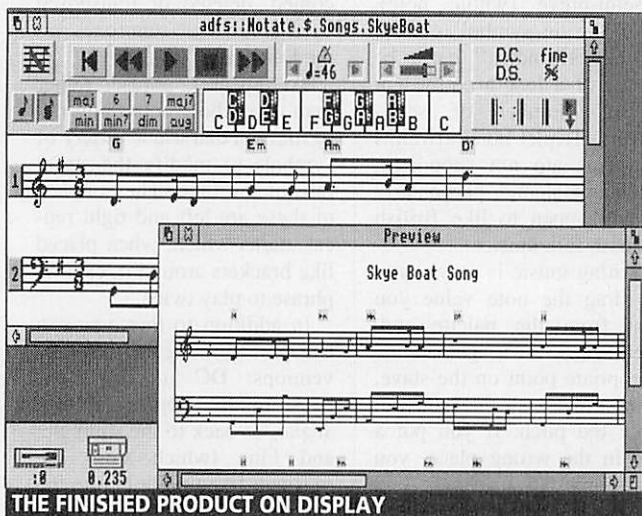 adfs::Notate.$.Songs.SkyeBoat
♩=46
D.C. fine
D.S.
maj 6 7 maj7
min min7 dim aug
C D E F G A B C
G Em Am D7
1
2
Preview
Skye Boat Song
:0 0.235
THE FINISHED PRODUCT ON DISPLAY